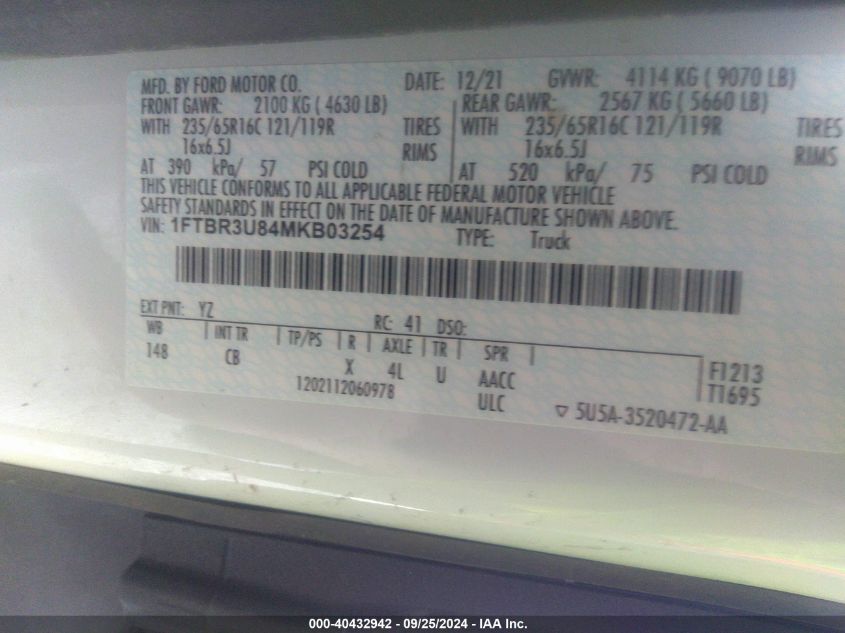 MFD. BY FORD MOTOR CO. DATE: 12/21 GVWR: 4114 KG ( 9070 LB)
FRONT GAWR: 2100 KG ( 4630 LB) REAR GAWR: 2567 KG ( 5660 LB)
WITH 235/65R16C 121/119R TIRES WITH 235/65R16C 121/119R TIRES
16x6.5J RIMS 16x6.5J RIMS
AT 390 kPa/ 57 PSI COLD AT 520 kPa/ 75 PSI COLD
THIS VEHICLE CONFORMS TO ALL APPLICABLE FEDERAL MOTOR VEHICLE
SAFETY STANDARDS IN EFFECT ON THE DATE OF MANUFACTURE SHOWN ABOVE.
VIN: 1FTBR3U84MKB03254 TYPE: Truck
EXT PNT: YZ RC: 41 DSO:
WB INT TR TP/PS R AXLE TR SPR
148 CB X 4L U AACC F1213
1202112060978 ULC T1695
▽ 5U5A-3520472-AA
000-40432942 - 09/25/2024 - IAA Inc.